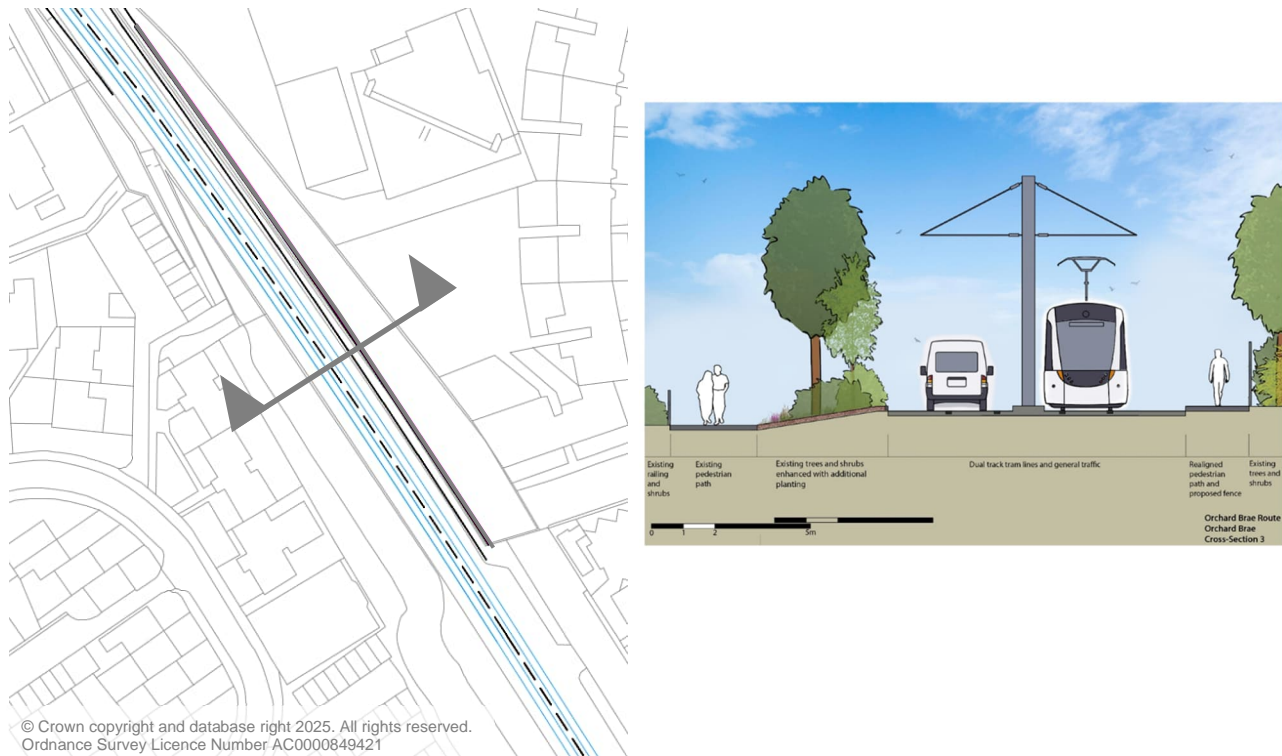 © Crown copyright and database right 2025. All rights reserved.
Ordnance Survey Licence Number AC0000849421
Existing
railing
and
shrubs
Existing
pedestrian
path
Existing trees and shrubs
enhanced with additional
planting
Dual track tram lines and general traffic
Realigned
pedestrian
path and
proposed fence
Existing
trees and
shrubs
0 1 2 5m
Orchard Brae Route
Orchard Brae
Cross-Section 3